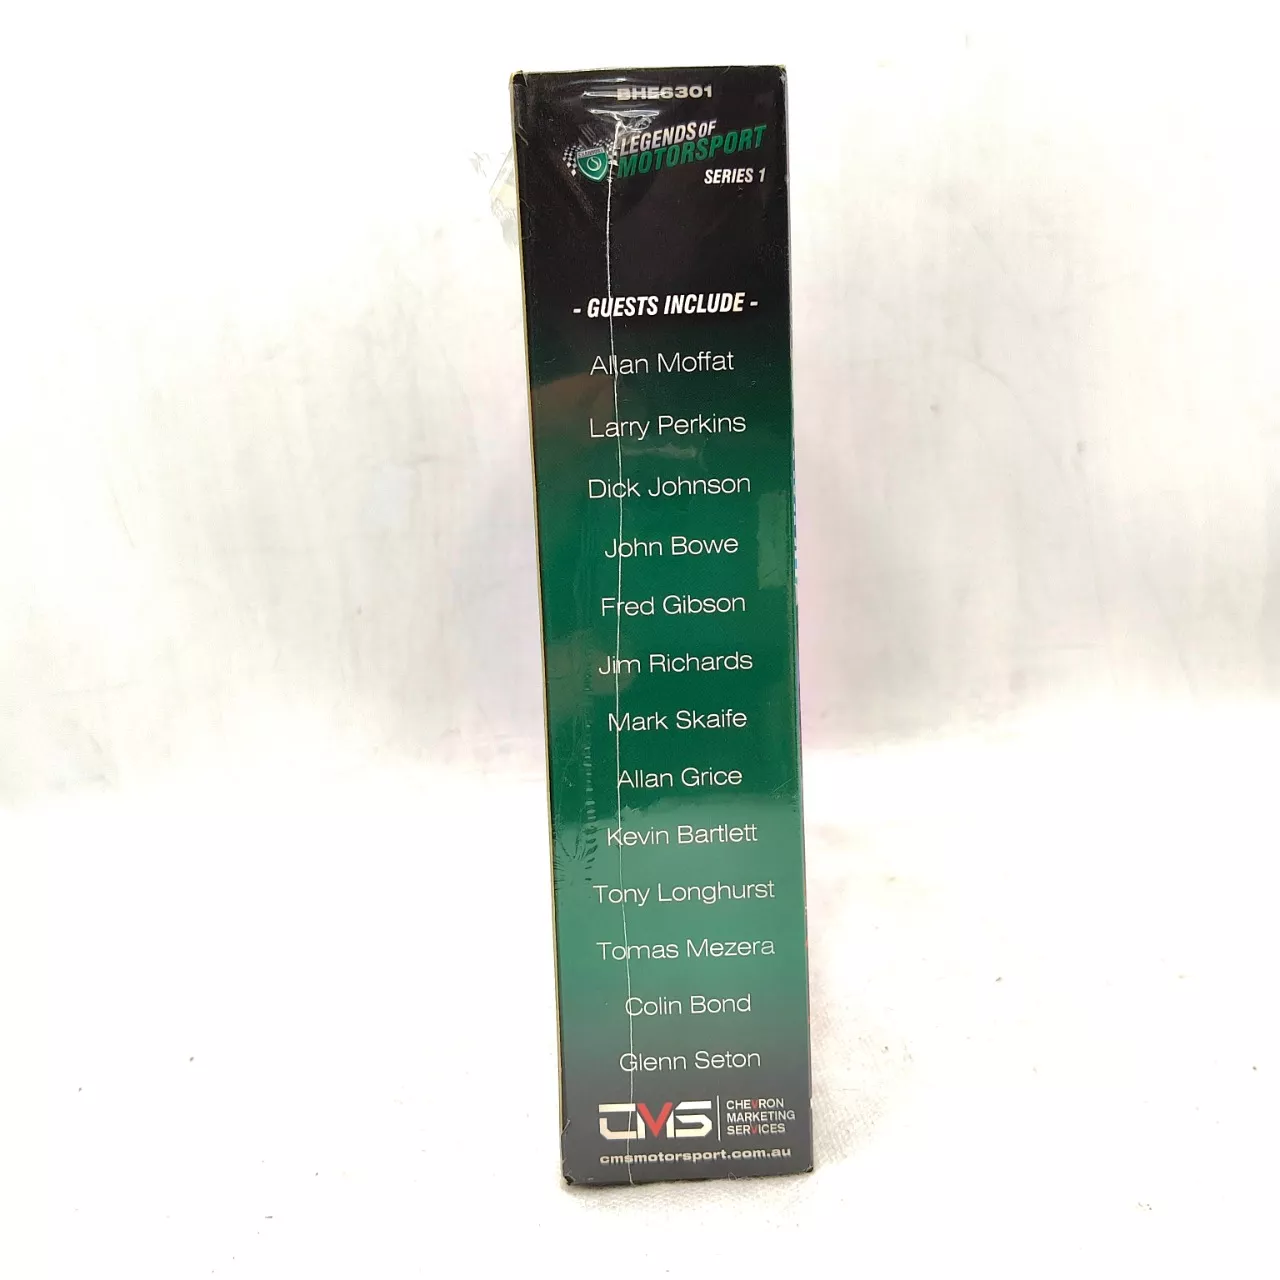 BHE6301
LEGENDS OF
MOTORSPORT
SERIES 1
- GUESTS INCLUDE -
Allan Moffat
Larry Perkins
Dick Johnson
John Bowe
Fred Gibson
Jim Richards
Mark Skaife
Allan Grice
Kevin Bartlett
Tony Longhurst
Tomas Mezera
Colin Bond
Glenn Seton
CMS
CHEVRON
MARKETING
SERVICES
cmsmotorsport.com.au